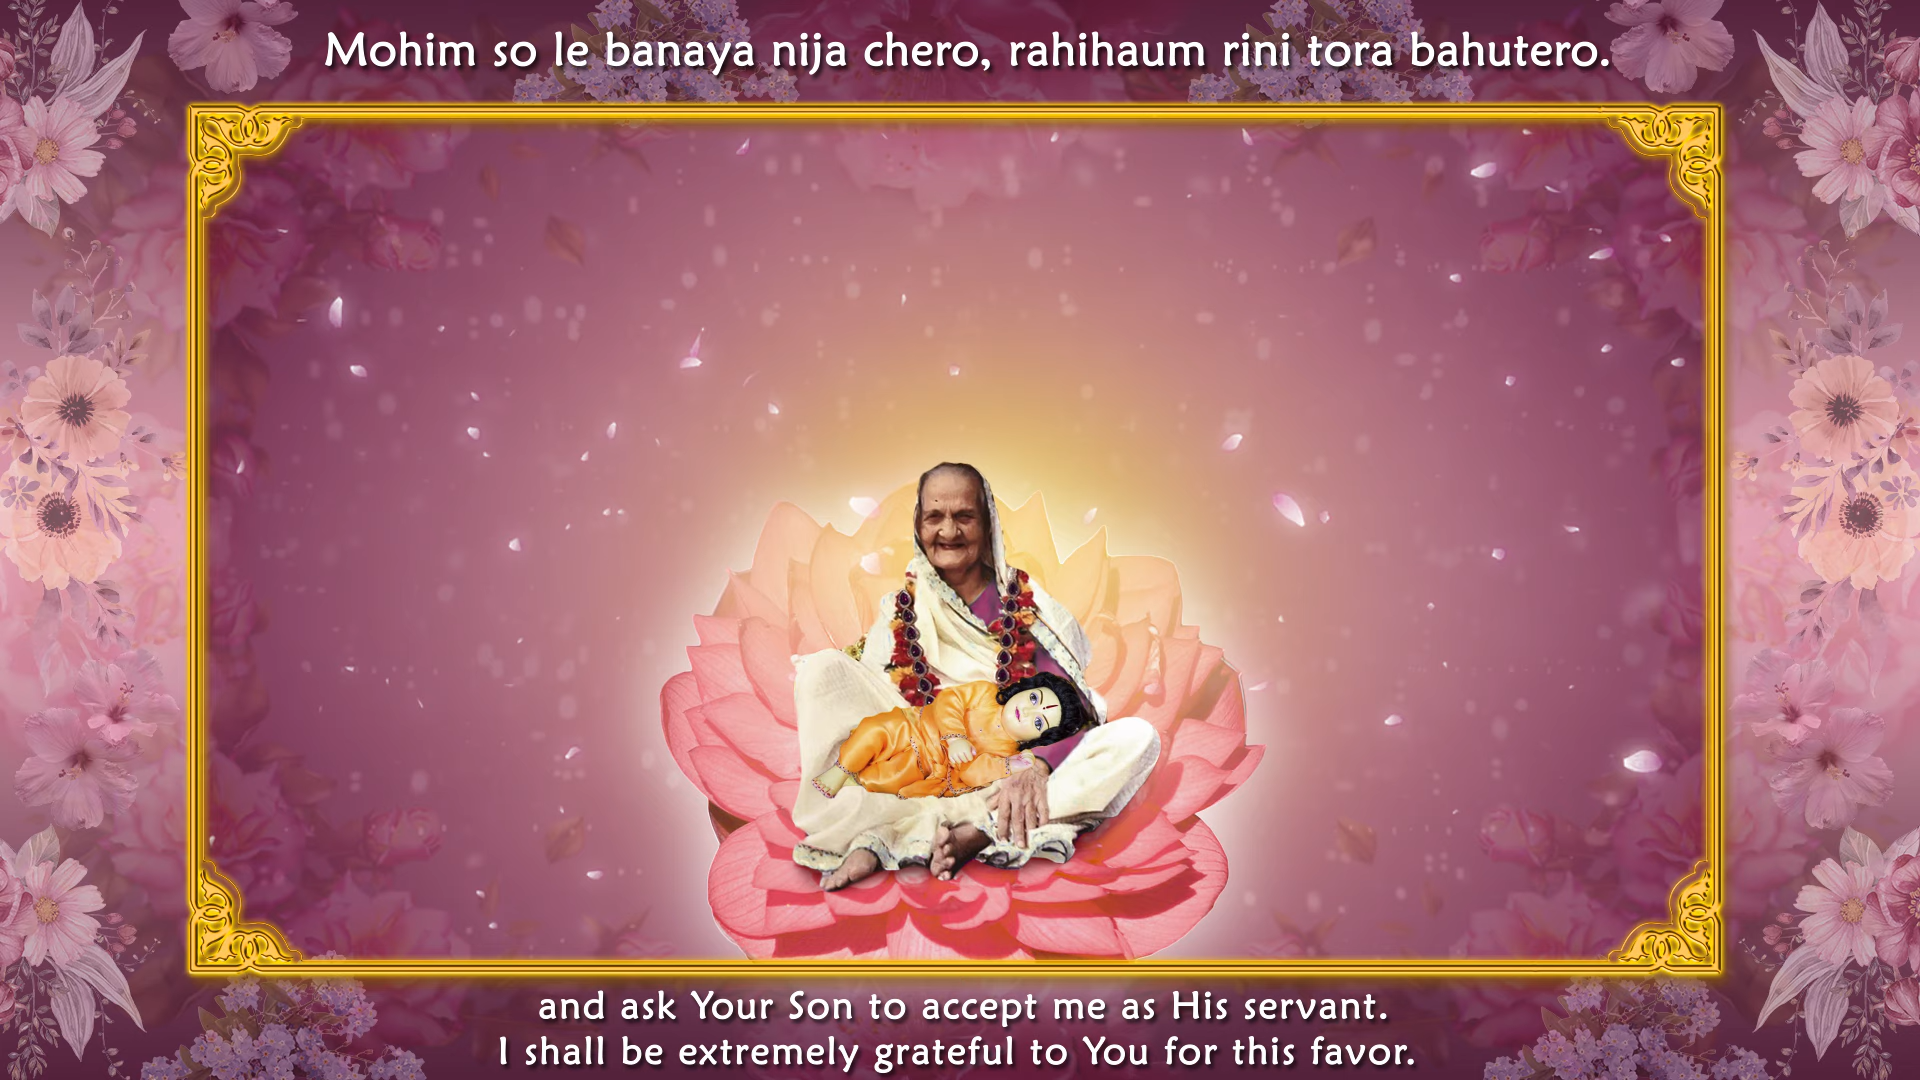 Mohim so le banaya nija chero, rahihaum rini tora bahutero.
and ask Your Son to accept me as His servant.
I shall be extremely grateful to You for this favor.